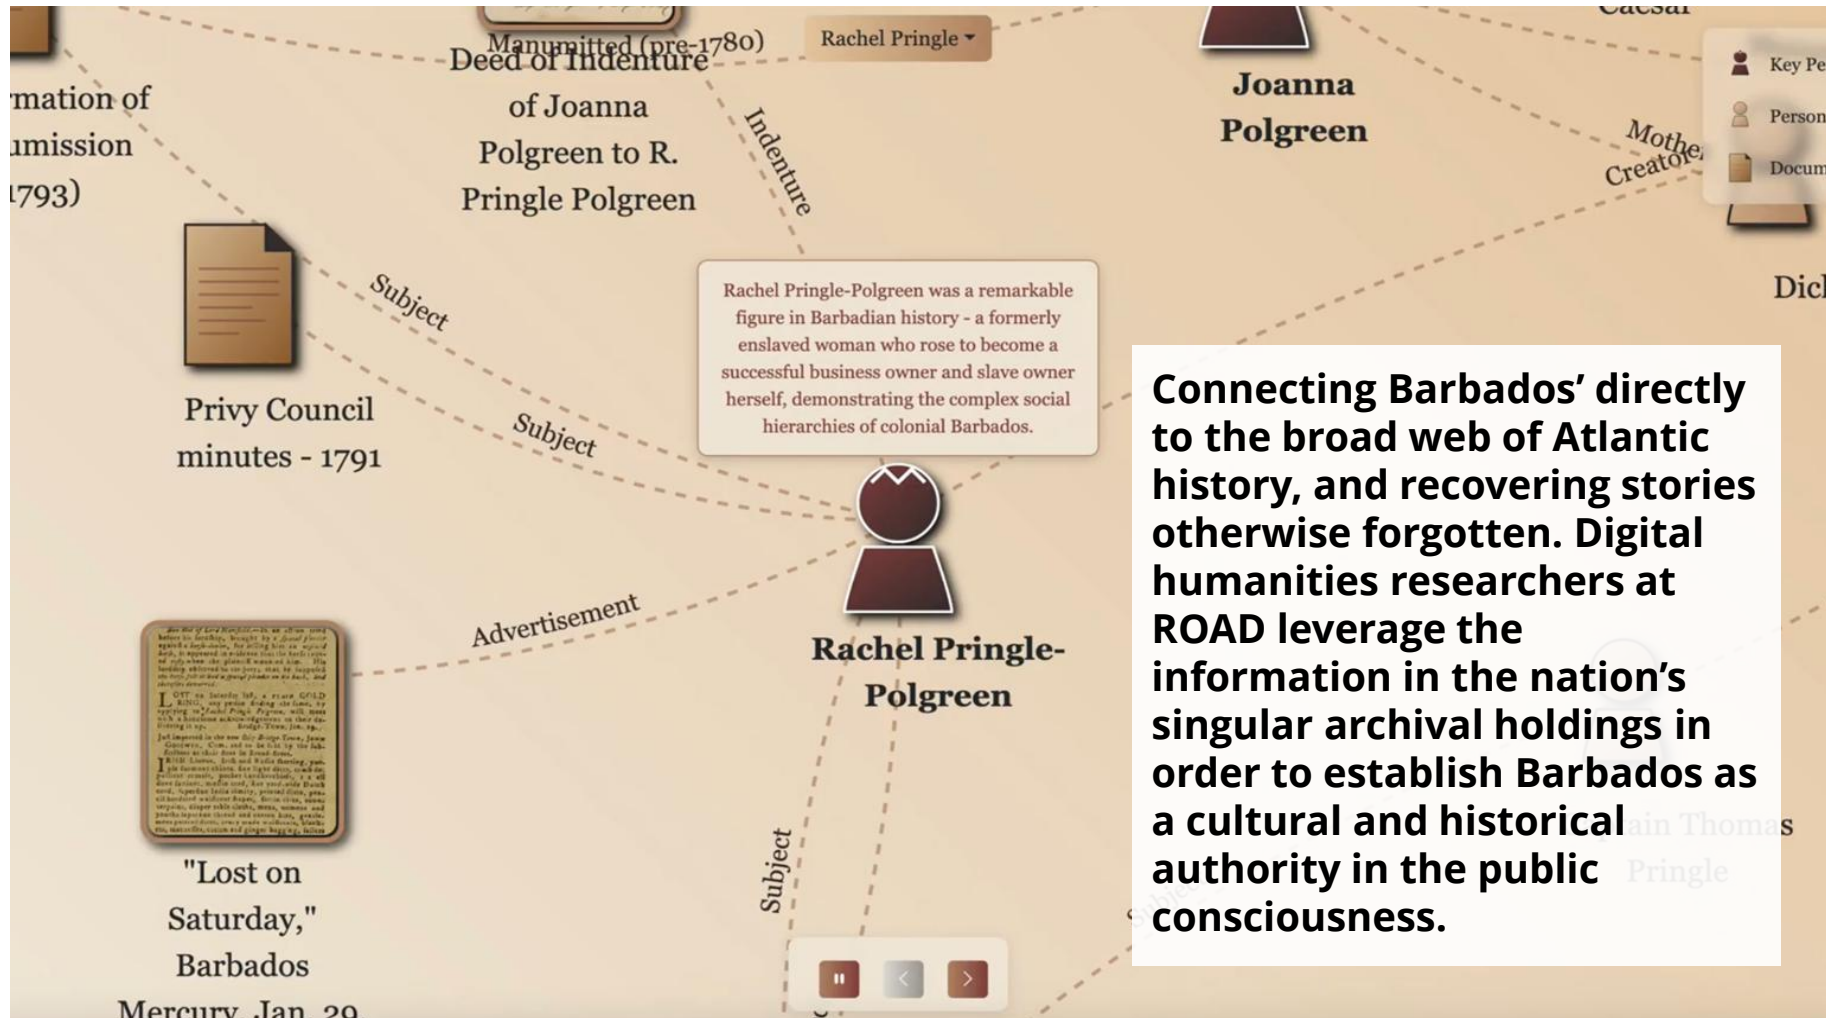 Manumitted (pre-1780)
Deed of Indenture
of Joanna
Polgreen to R.
Pringle Polgreen
Rachel Pringle
Joanna
Polgreen
Caesar
Key Pe
Person
Docum
rmation of
umission
1793)
Indenture
Mother
Creator
Subject
Privy Council
minutes - 1791
Subject
Rachel Pringle-Polgreen was a remarkable
figure in Barbadian history - a formerly
enslaved woman who rose to become a
successful business owner and slave owner
herself, demonstrating the complex social
hierarchies of colonial Barbados.
Dicl
Connecting Barbados’ directly
to the broad web of Atlantic
history, and recovering stories
otherwise forgotten. Digital
humanities researchers at
ROAD leverage the
information in the nation’s
singular archival holdings in
order to establish Barbados as
a cultural and historical
authority in the public
consciousness.
Advertisement
Rachel Pringle-
Polgreen
ain Thomas
Pringle
Subject
Subject
"Lost on
Saturday,"
Barbados
Mercury, Jan. 29